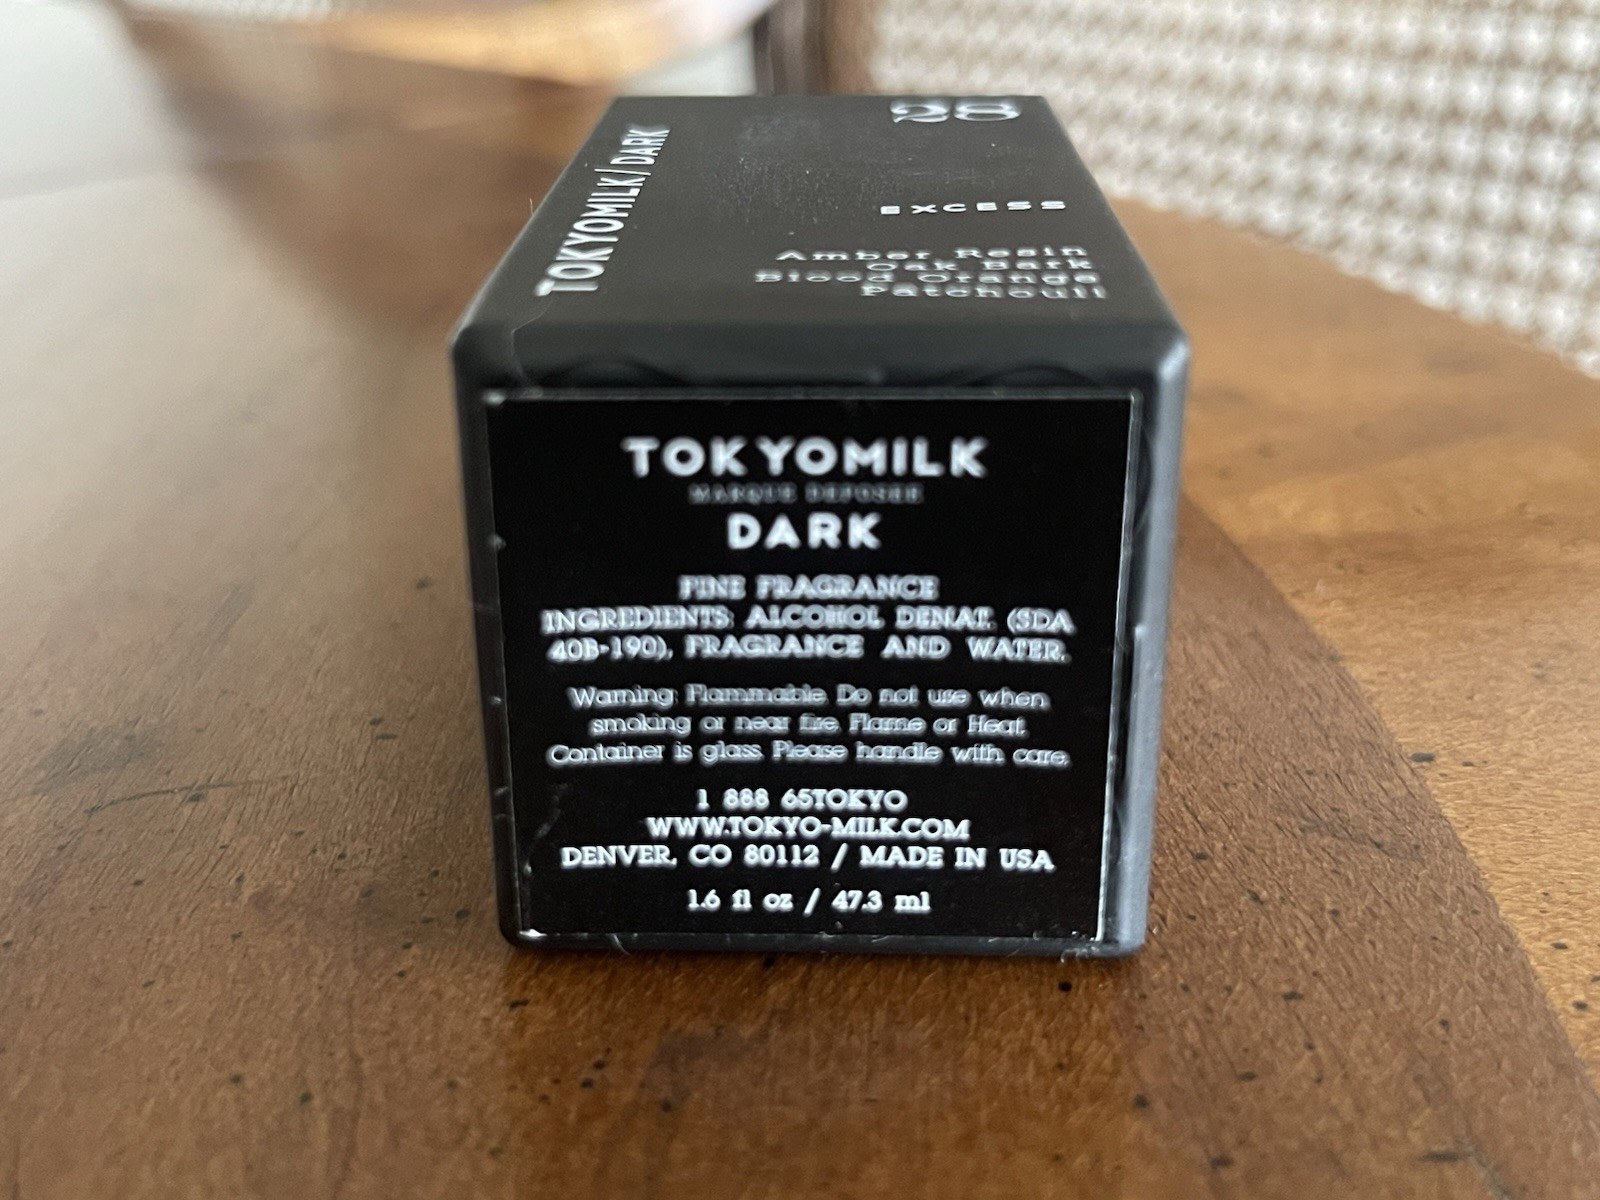 28
TOKYOMILK/DARK
EXCESS
Amber Resin
Oak Bark
Blood Orange
Patchouli
TOKYOMILK
MARQUE DEPOSEE
DARK
FINE FRAGRANCE
INGREDIENTS: ALCOHOL DENAT. (SDA
40B-190), FRAGRANCE AND WATER.
Warning: Flammable. Do not use when
smoking or near fire, Flame or Heat.
Container is glass. Please handle with care.
1 888 65TOKYO
WWW.TOKYO-MILK.COM
DENVER, CO 80112 / MADE IN USA
1.6 fl oz / 47.3 ml